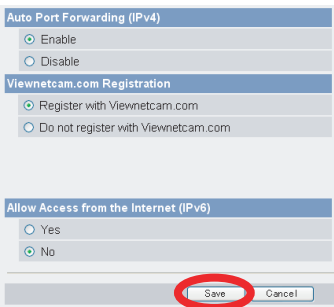 Auto Port Forwarding (IPv4)
Enable
Disable
Viewnetcam.com Registration
Register with Viewnetcam.com
Do not register with Viewnetcam.com
Allow Access from the Internet (IPv6)
Yes
No
Save Cancel